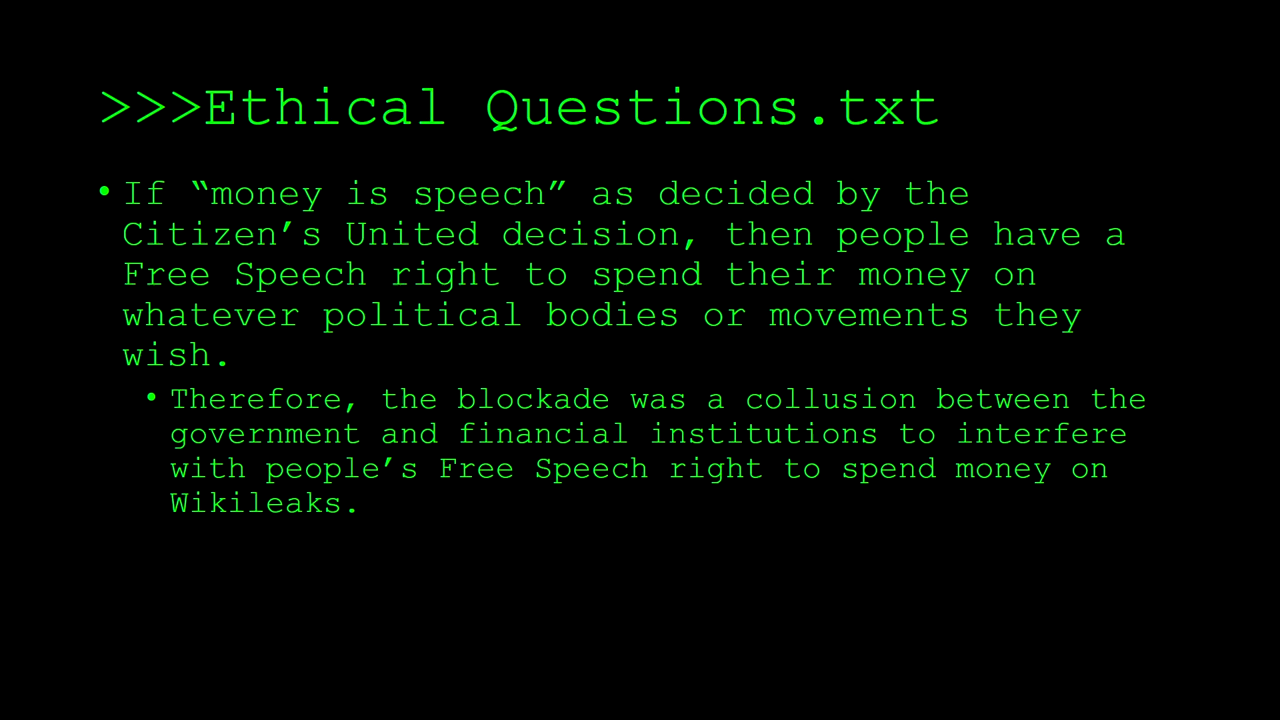 >>>Ethical Questions.txt
• If “money is speech” as decided by the
Citizen’s United decision, then people have a
Free Speech right to spend their money on
whatever political bodies or movements they
wish.
• Therefore, the blockade was a collusion between the
government and financial institutions to interfere
with people’s Free Speech right to spend money on
Wikileaks.